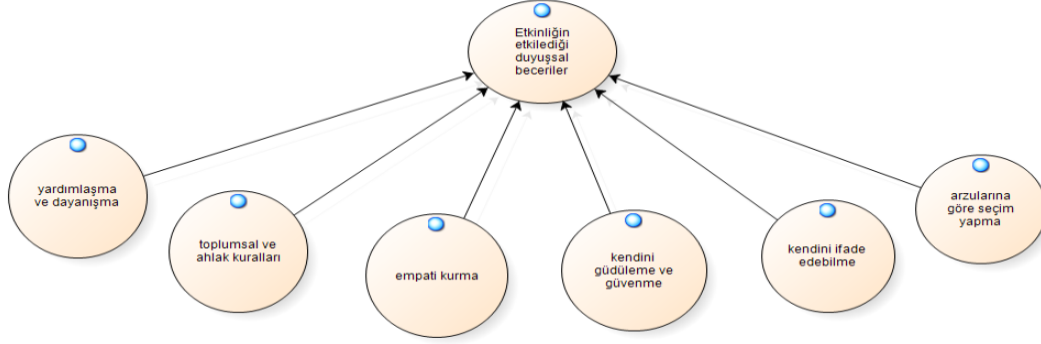 Etkinliğin
etkilediği
duyuşsal
beceriler
yardımlaşma
ve dayanışma
toplumsal ve
ahlak kuralları
empati kurma
kendini
güdüleme ve
güvenme
kendini ifade
edebilme
arzularına
göre seçim
yapma